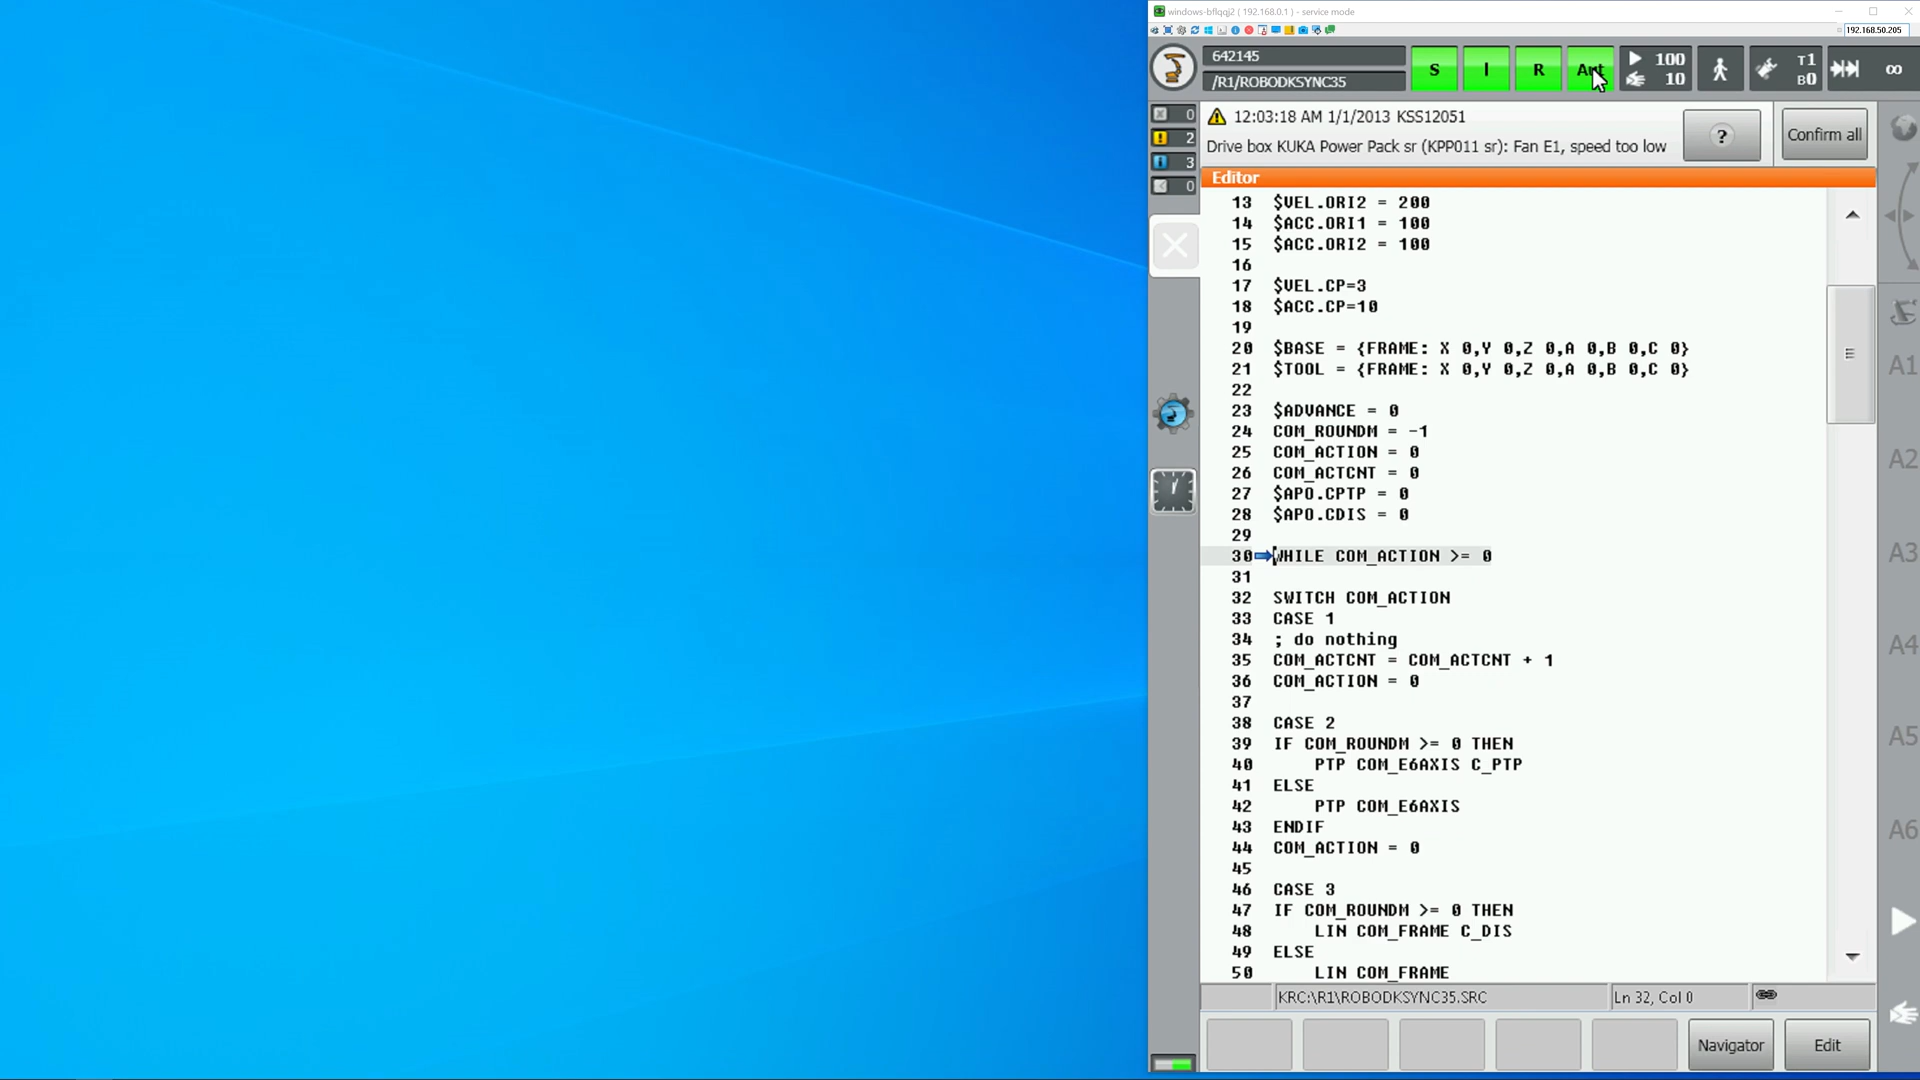 windows-bflqqj2 ( 192.168.0.1 ) - service mode
192.168.50.205
642145
/R1/ROBODKSYNC35
S I R
100
10
T1
B0
∞
0
2
3
0
12:03:18 AM 1/1/2013 KSS12051
Drive box KUKA Power Pack sr (KPP011 sr): Fan E1, speed too low
?
Confirm all
Editor
13 $VEL.ORI2 = 200
14 $ACC.ORI1 = 100
15 $ACC.ORI2 = 100
16
17 $VEL.CP=3
18 $ACC.CP=10
19
20 $BASE = {FRAME: X 0,Y 0,Z 0,A 0,B 0,C 0}
21 $TOOL = {FRAME: X 0,Y 0,Z 0,A 0,B 0,C 0}
22
23 $ADVANCE = 0
24 COM_ROUNDM = -1
25 COM_ACTION = 0
26 COM_ACTCNT = 0
27 $APO.CPTP = 0
28 $APO.CDIS = 0
29
30 WHILE COM_ACTION >= 0
31
32 SWITCH COM_ACTION
33 CASE 1
34 ; do nothing
35 COM_ACTCNT = COM_ACTCNT + 1
36 COM_ACTION = 0
37
38 CASE 2
39 IF COM_ROUNDM >= 0 THEN
40 PTP COM_E6AXIS C_PTP
41 ELSE
42 PTP COM_E6AXIS
43 ENDIF
44 COM_ACTION = 0
45
46 CASE 3
47 IF COM_ROUNDM >= 0 THEN
48 LIN COM_FRAME C_DIS
49 ELSE
50 LIN COM_FRAME
A1
A2
A3
A4
A5
A6
KRC:\R1\ROBODKSYNC35.SRC
Ln 32, Col 0
Navigator
Edit